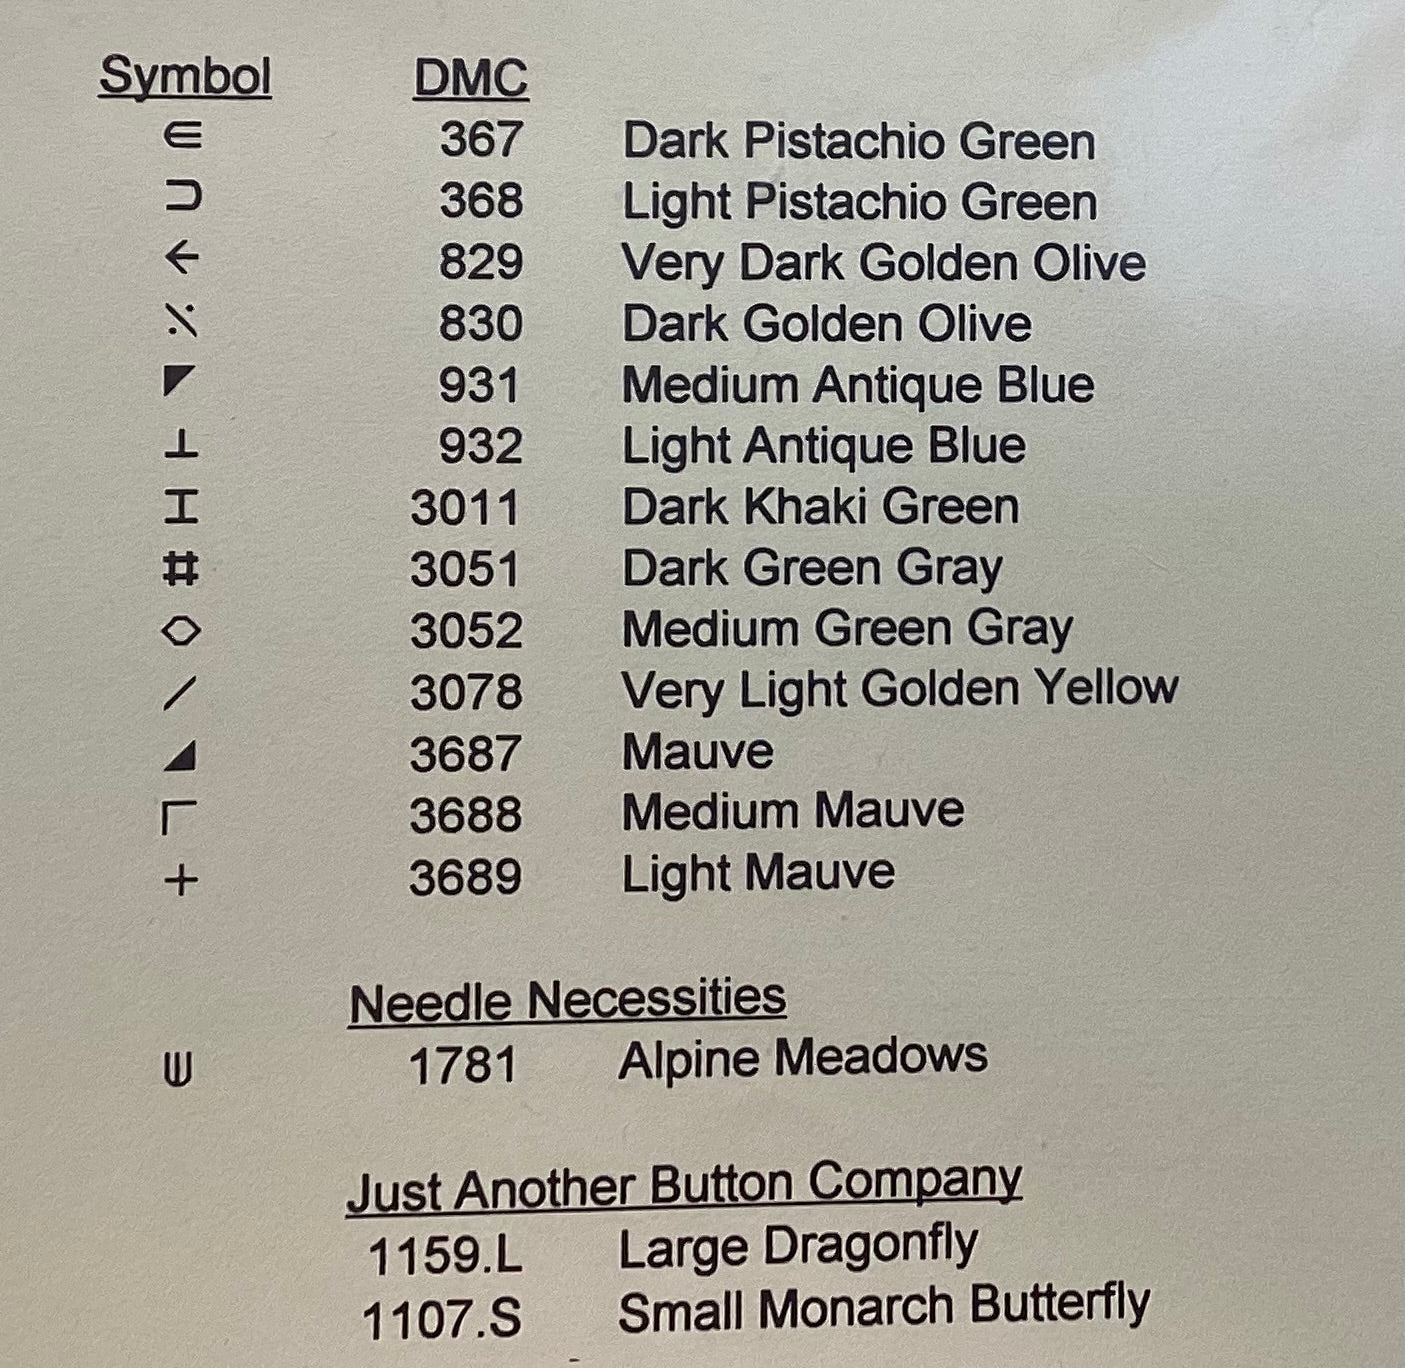 Symbol DMC
∈ 367 Dark Pistachio Green
⊐ 368 Light Pistachio Green
← 829 Very Dark Golden Olive
⁒ 830 Dark Golden Olive
◤ 931 Medium Antique Blue
⊥ 932 Light Antique Blue
⌶ 3011 Dark Khaki Green
# 3051 Dark Green Gray
◇ 3052 Medium Green Gray
/ 3078 Very Light Golden Yellow
◢ 3687 Mauve
Γ 3688 Medium Mauve
+ 3689 Light Mauve
Needle Necessities
⋓ 1781 Alpine Meadows
Just Another Button Company
1159.L Large Dragonfly
1107.S Small Monarch Butterfly